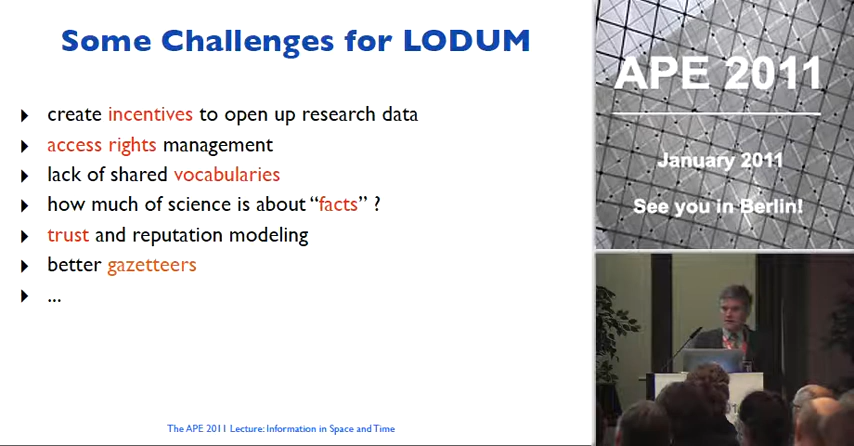 Some Challenges for LODUM
create incentives to open up research data
access rights management
lack of shared vocabularies
how much of science is about “facts” ?
trust and reputation modeling
better gazetteers
...
The APE 2011 Lecture: Information in Space and Time
APE 2011
January 2011
See you in Berlin!